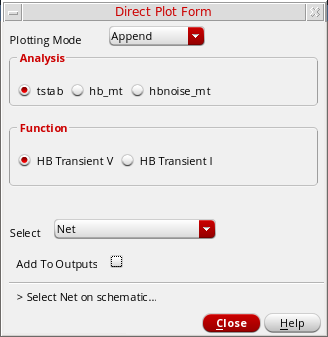 Direct Plot Form
Plotting Mode Append
Analysis
tstab hb_mt hbnoise_mt
Function
HB Transient V HB Transient I
Select Net
Add To Outputs
> Select Net on schematic...
Close Help